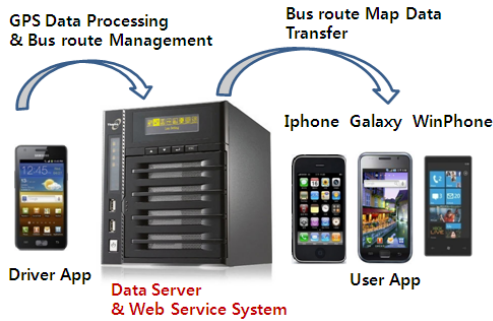 GPS Data Processing
& Bus route Management
Bus route Map Data
Transfer
Iphone Galaxy WinPhone
Driver App
Data Server
& Web Service System
User App